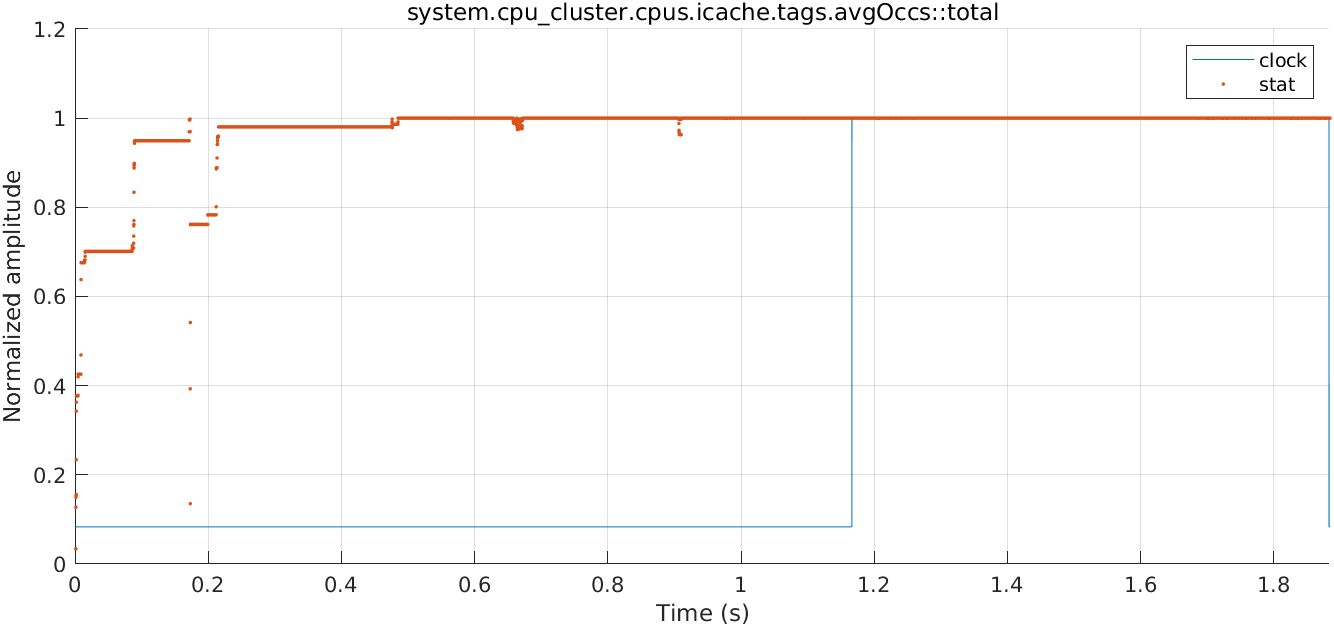 system.cpu_cluster.cpus.icache.tags.avgOccs::total
1.2
1
0.8
0.6
0.4
0.2
0
Normalized amplitude
clock
stat
0 0.2 0.4 0.6 0.8 1 1.2 1.4 1.6 1.8
Time (s)